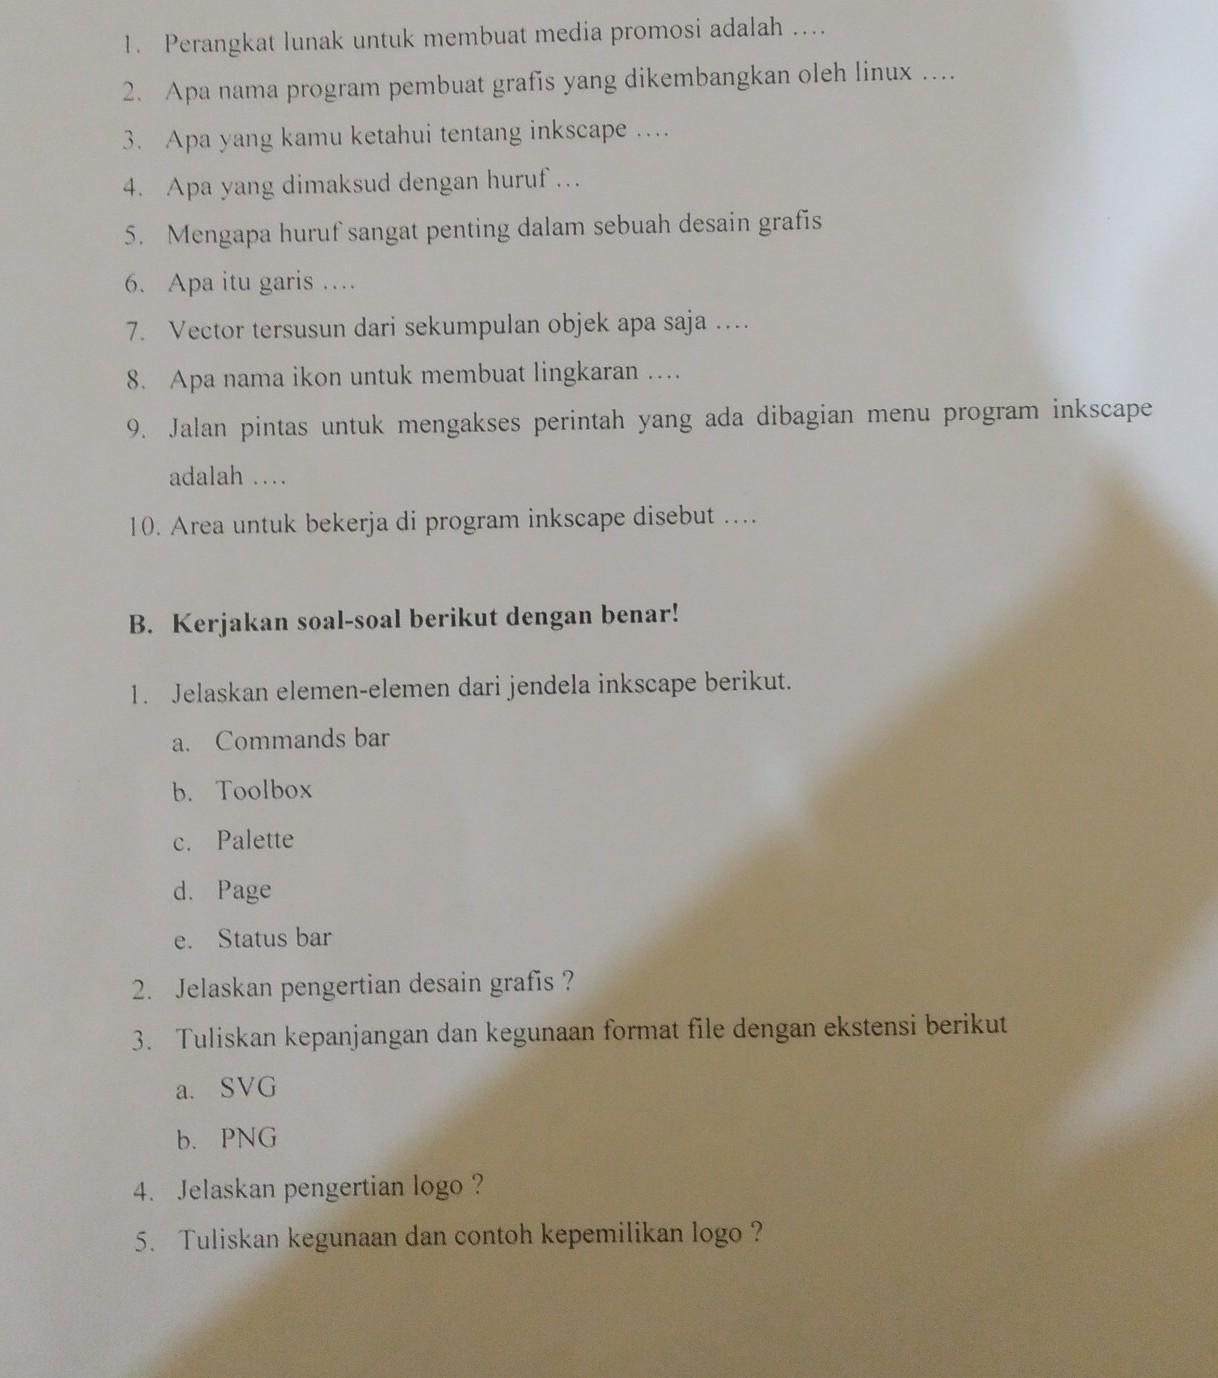 1. Perangkat lunak untuk membuat media promosi adalah ....
2. Apa nama program pembuat grafis yang dikembangkan oleh linux ....
3. Apa yang kamu ketahui tentang inkscape ....
4. Apa yang dimaksud dengan huruf ...
5. Mengapa huruf sangat penting dalam sebuah desain grafis
6. Apa itu garis ....
7. Vector tersusun dari sekumpulan objek apa saja ....
8. Apa nama ikon untuk membuat lingkaran ....
9. Jalan pintas untuk mengakses perintah yang ada dibagian menu program inkscape
adalah ....
10. Area untuk bekerja di program inkscape disebut ....
B. Kerjakan soal-soal berikut dengan benar!
1. Jelaskan elemen-elemen dari jendela inkscape berikut.
a. Commands bar
b. Toolbox
c. Palette
d. Page
e. Status bar
2. Jelaskan pengertian desain grafis ?
3. Tuliskan kepanjangan dan kegunaan format file dengan ekstensi berikut
a. SVG
b. PNG
4. Jelaskan pengertian logo ?
5. Tuliskan kegunaan dan contoh kepemilikan logo ?